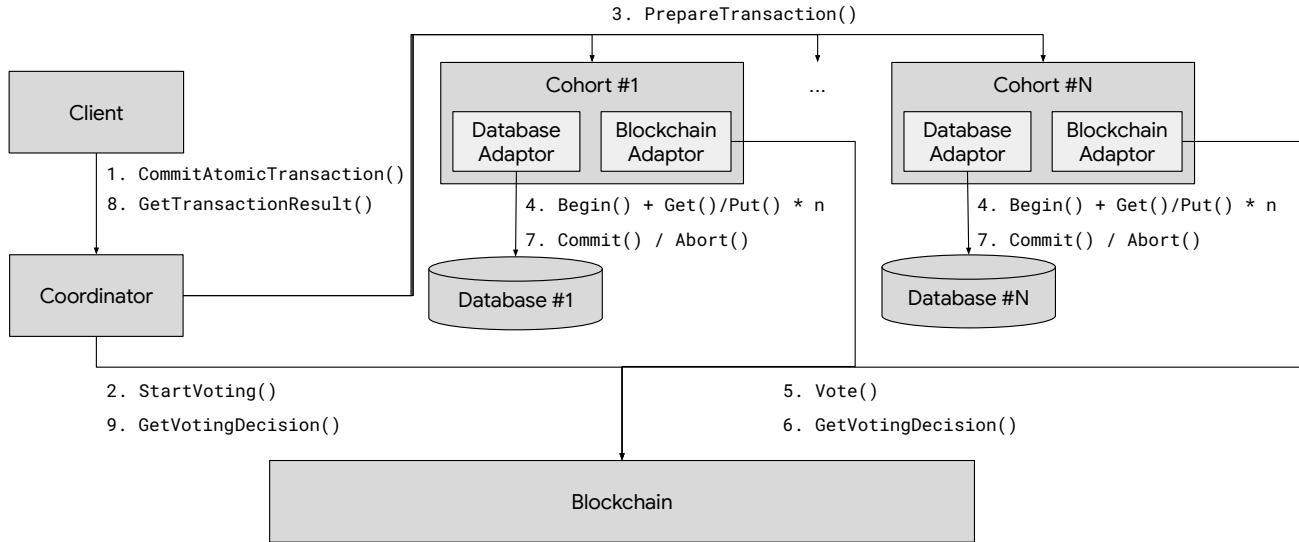 3. PrepareTransaction()
Client
Cohort #1
...
Cohort #N
Database
Adaptor
Blockchain
Adaptor
Database
Adaptor
Blockchain
Adaptor
1. CommitAtomicTransaction()
8. GetTransactionResult()
4. Begin() + Get()/Put() * n
7. Commit() / Abort()
4. Begin() + Get()/Put() * n
7. Commit() / Abort()
Coordinator
Database #1
Database #N
2. StartVoting()
9. GetVotingDecision()
5. Vote()
6. GetVotingDecision()
Blockchain